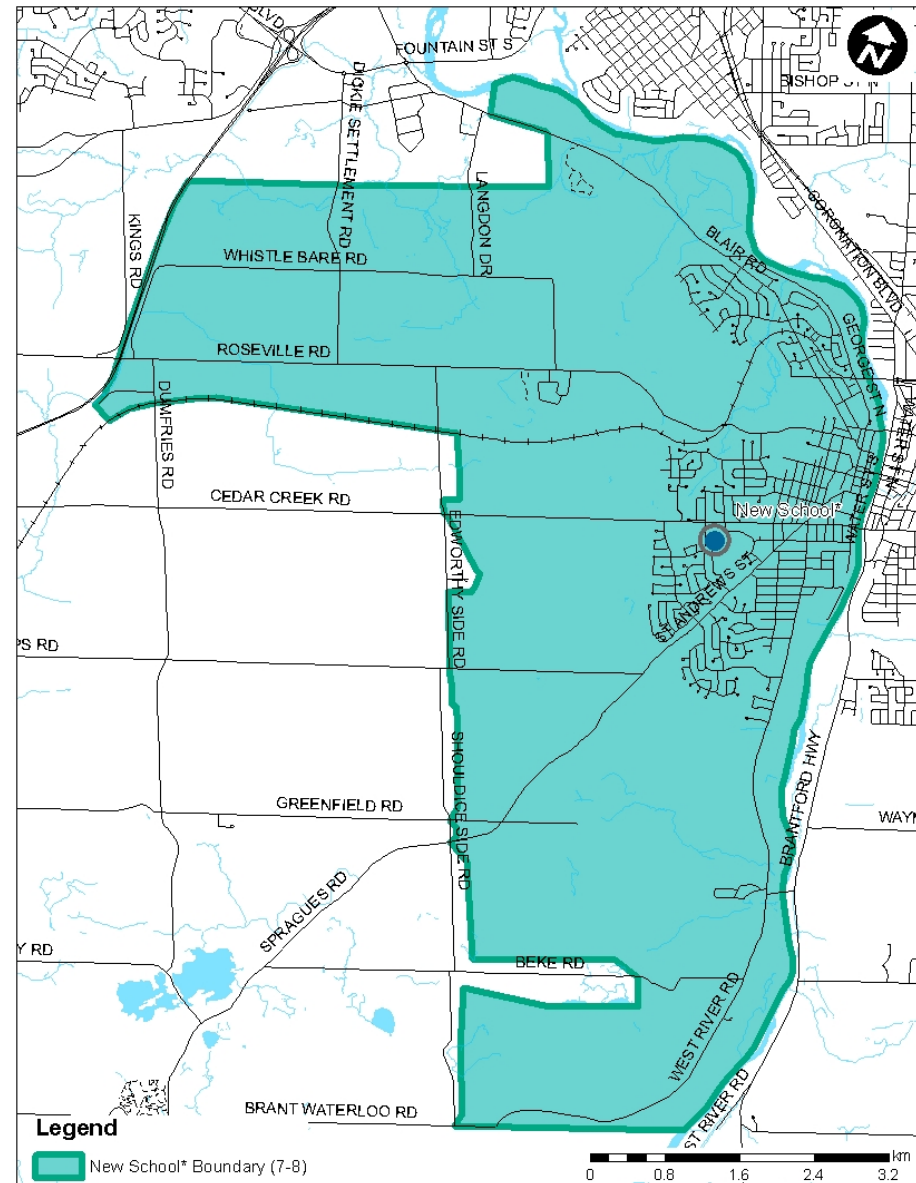 BLVD
FOUNTAIN ST S
N
BISHOP ST N
DICKIE SETTLEMENT RD
LANGDON DR
KINGS RD
CORONATION BLVD
BLAIR RD
WHISTLE BARE RD
GEORGE ST N
ROSEVILLE RD
DUMFRIES RD
WATER ST N
WATER ST S
CEDAR CREEK RD
New School*
EDWORTHY SIDE RD
ST ANDREWS ST
PS RD
SHOULDICE SIDE RD
GREENFIELD RD
BRANTFORD HWY
WAYN
SPRAGUES RD
Y RD
BEKE RD
WEST RIVER RD
BRANT WATERLOO RD
ST RIVER RD
Legend
New School* Boundary (7-8)
km
0 0.8 1.6 2.4 3.2